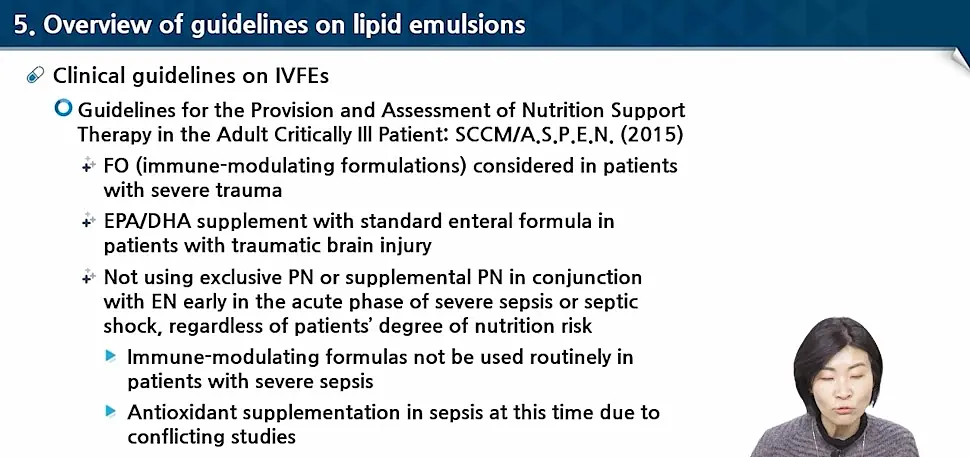 5. Overview of guidelines on lipid emulsions
Clinical guidelines on IVFEs
Guidelines for the Provision and Assessment of Nutrition Support
Therapy in the Adult Critically Ill Patient: SCCM/A.S.P.E.N. (2015)
FO (immune-modulating formulations) considered in patients
with severe trauma
EPA/DHA supplement with standard enteral formula in
patients with traumatic brain injury
Not using exclusive PN or supplemental PN in conjunction
with EN early in the acute phase of severe sepsis or septic
shock, regardless of patients' degree of nutrition risk
Immune-modulating formulas not be used routinely in
patients with severe sepsis
Antioxidant supplementation in sepsis at this time due to
conflicting studies